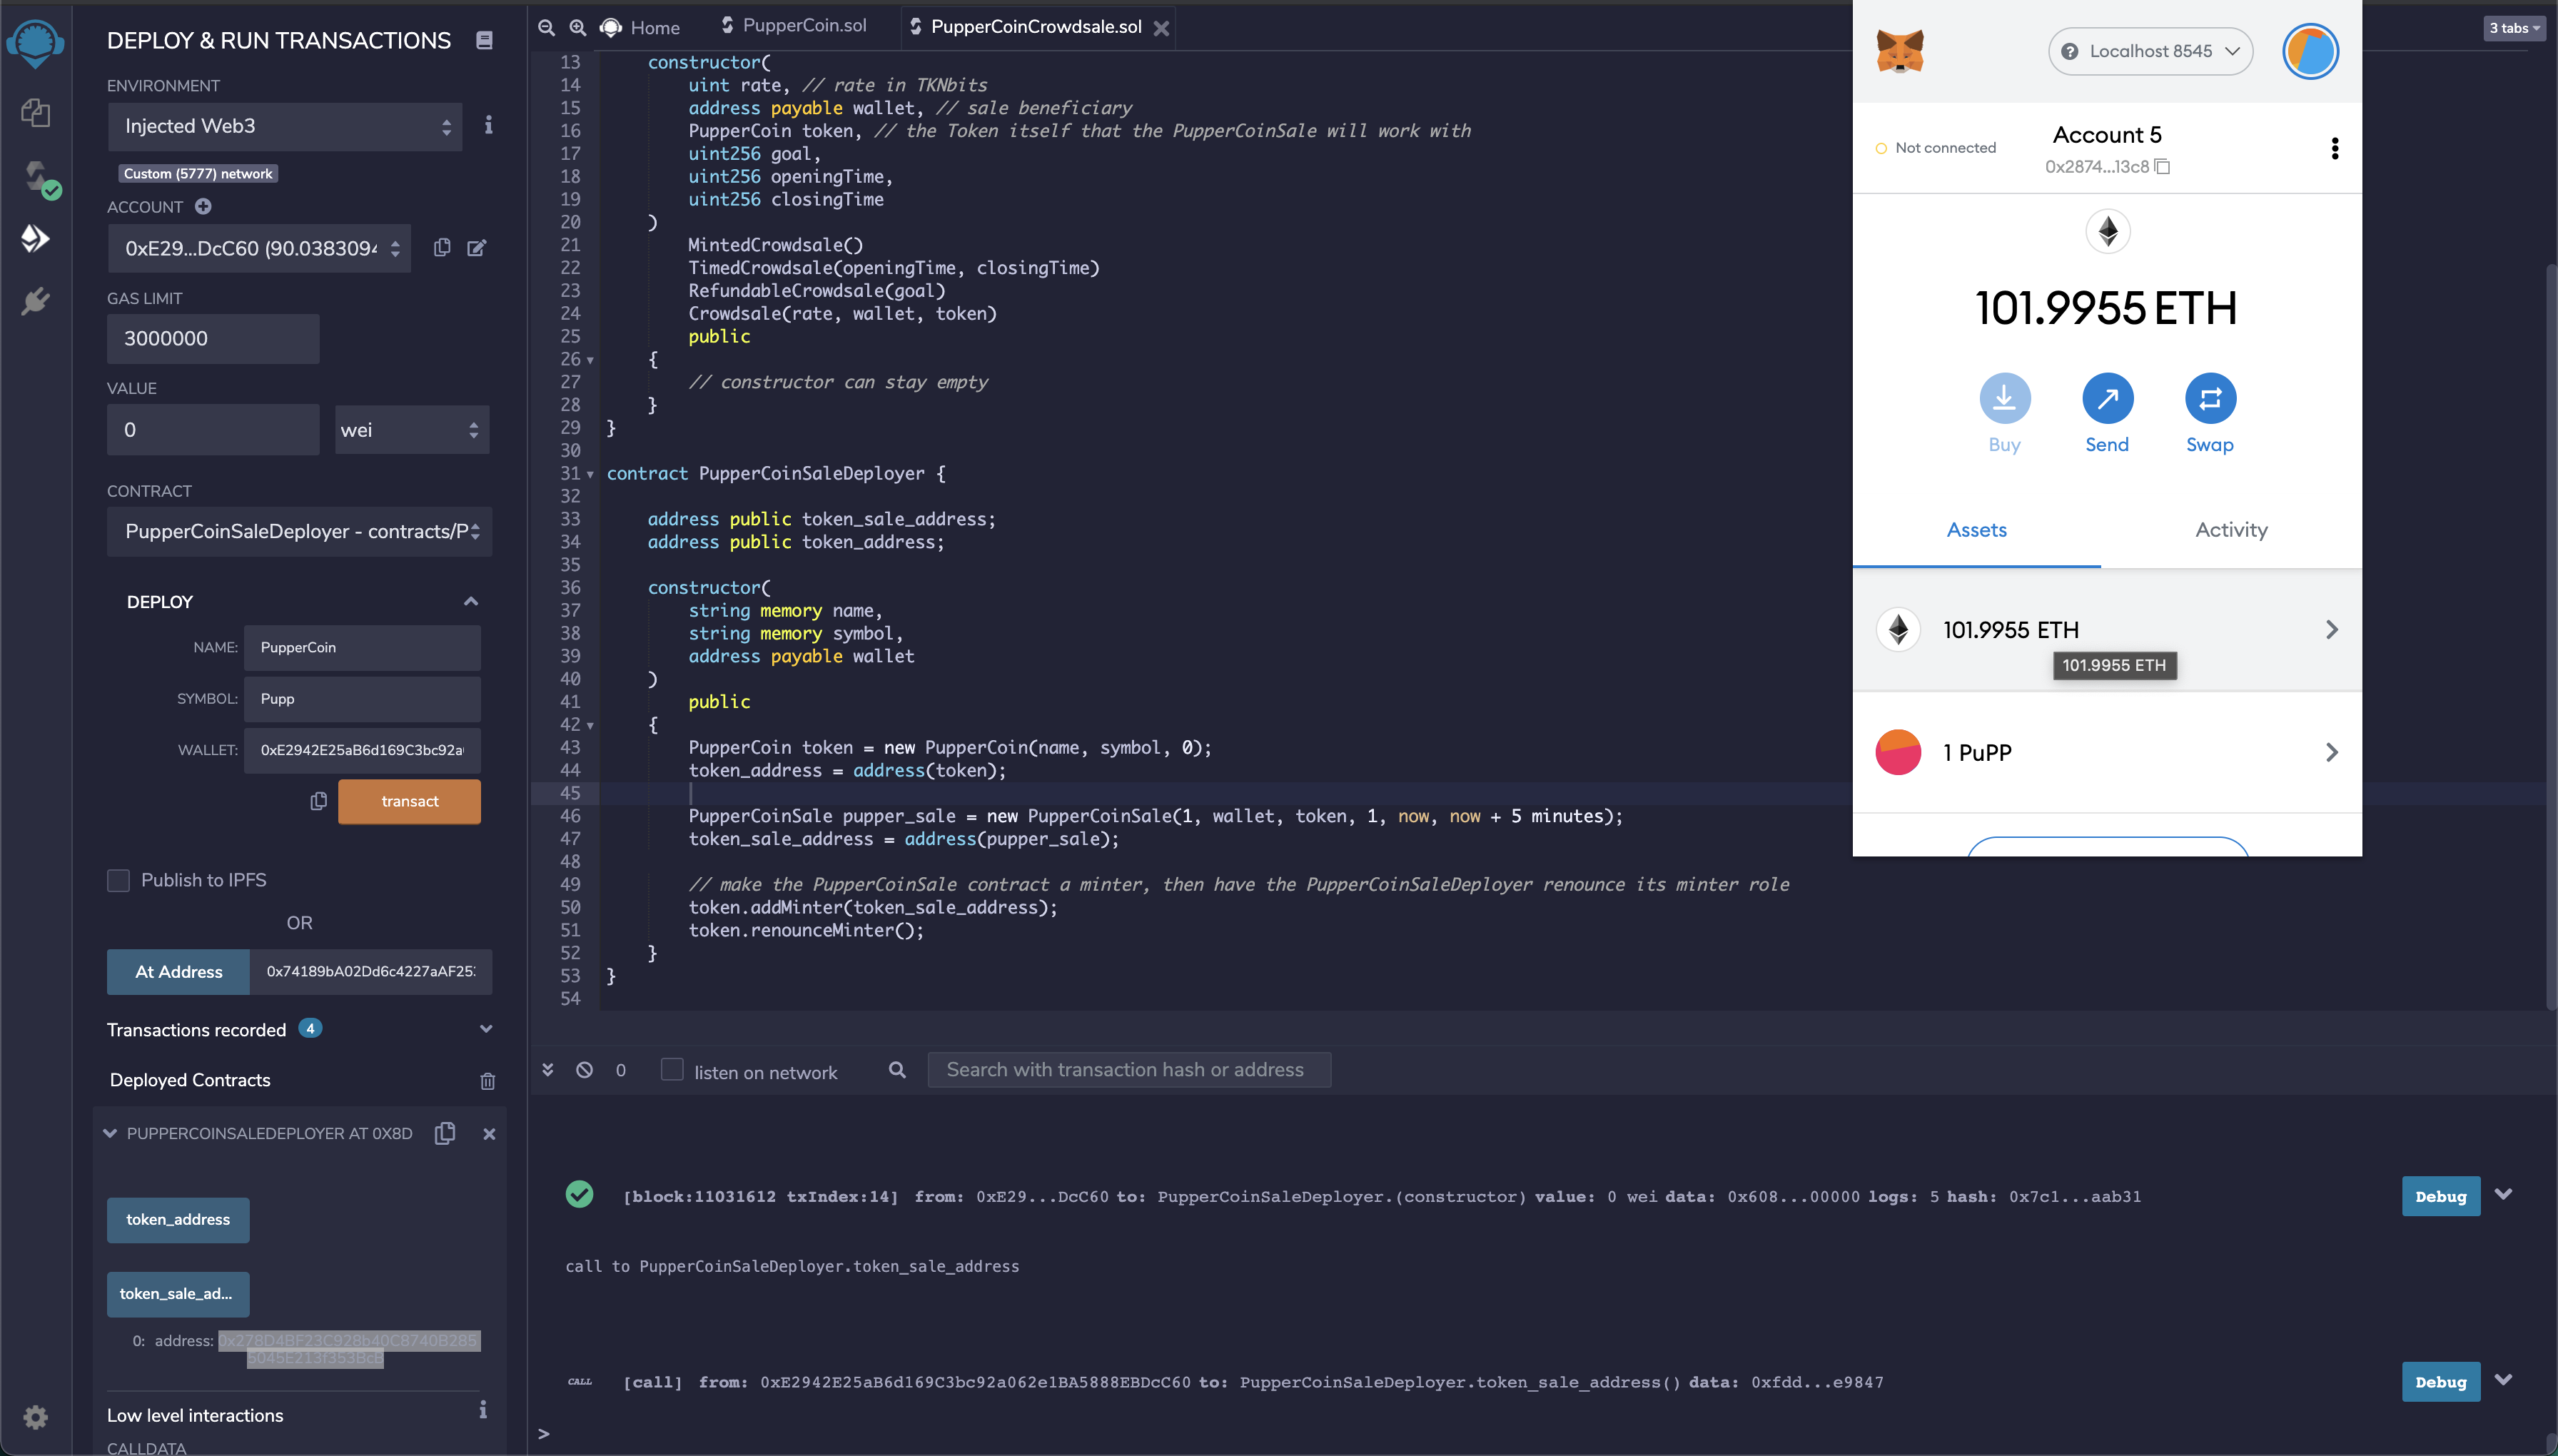 DEPLOY & RUN TRANSACTIONS
ENVIRONMENT
Injected Web3
i
Custom (5777) network
ACCOUNT
0xE29...DcC60 (90.0383094
GAS LIMIT
3000000
VALUE
0
wei
CONTRACT
PupperCoinSaleDeployer - contracts/P
DEPLOY
NAME:
PupperCoin
SYMBOL:
Pupp
WALLET:
0xE2942E25aB6d169C3bc92a
transact
Publish to IPFS
OR
At Address
0x74189bA02Dd6c4227aAF25
Transactions recorded 4
Deployed Contracts
PUPPERCOINSALEDEPLOYER AT 0X8D
token_address
token_sale_ad...
0: address: 0x278D4BF23C928b40C8740B285
5045E213f353BcB
Low level interactions
i
CALLDATA
Home
PupperCoin.sol
PupperCoinCrowdsale.sol
3 tabs
13 constructor(
14 uint rate, // rate in TKNbits
15 address payable wallet, // sale beneficiary
16 PupperCoin token, // the Token itself that the PupperCoinSale will work with
17 uint256 goal,
18 uint256 openingTime,
19 uint256 closingTime
20 )
21 MintedCrowdsale()
22 TimedCrowdsale(openingTime, closingTime)
23 RefundableCrowdsale(goal)
24 Crowdsale(rate, wallet, token)
25 public
26 {
27 // constructor can stay empty
28 }
29 }
30
31 contract PupperCoinSaleDeployer {
32
33 address public token_sale_address;
34 address public token_address;
35
36 constructor(
37 string memory name,
38 string memory symbol,
39 address payable wallet
40 )
41 public
42 {
43 PupperCoin token = new PupperCoin(name, symbol, 0);
44 token_address = address(token);
45
46 PupperCoinSale pupper_sale = new PupperCoinSale(1, wallet, token, 1, now, now + 5 minutes);
47 token_sale_address = address(pupper_sale);
48
49 // make the PupperCoinSale contract a minter, then have the PupperCoinSaleDeployer renounce its minter role
50 token.addMinter(token_sale_address);
51 token.renounceMinter();
52 }
53 }
54
0
listen on network
Search with transaction hash or address
[block:11031612 txIndex:14] from: 0xE29...DcC60 to: PupperCoinSaleDeployer.(constructor) value: 0 wei data: 0x608...00000 logs: 5 hash: 0x7c1...aab31
Debug
call to PupperCoinSaleDeployer.token_sale_address
CALL
[call] from: 0xE2942E25aB6d169C3bc92a062e1BA5888EBDcC60 to: PupperCoinSaleDeployer.token_sale_address() data: 0xfdd...e9847
Debug
>
? Localhost 8545
Not connected
Account 5
0x2874...13c8
101.9955 ETH
Buy
Send
Swap
Assets
Activity
101.9955 ETH
101.9955 ETH
1 PuPP